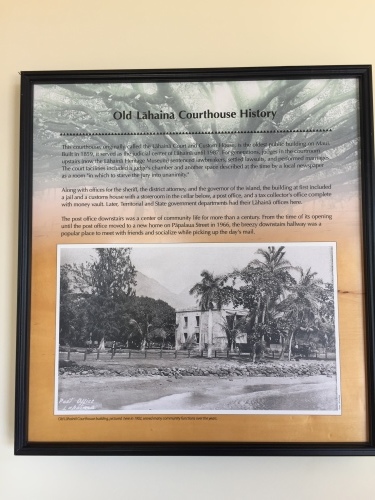 Old Lahaina Courthouse History
This courthouse, originally called the Lahaina Court and Custom House, is the oldest public building on Maui.
Built in 1859, it served as the judicial center of Lahaina until 1987. For generations, judges in the courtroom
upstairs (now the Lahaina Heritage Museum) sentenced lawbreakers, settled lawsuits, and performed marriages.
The court facilities included a judge's chamber and another space described at the time by a local newspaper
as a room "in which to starve the jury into unanimity."
Along with offices for the sheriff, the district attorney, and the governor of the island, the building at first included
a jail and a customs house with a storeroom in the cellar below, a post office, and a tax collector's office complete
with money vault. Later, Territorial and State government departments had their Lāhainā offices here.
The post office downstairs was a center of community life for more than a century. From the time of its opening
until the post office moved to a new home on Pāpalaua Street in 1966, the breezy downstairs hallway was a
popular place to meet with friends and socialize while picking up the day's mail.
Post Office
Lahaina